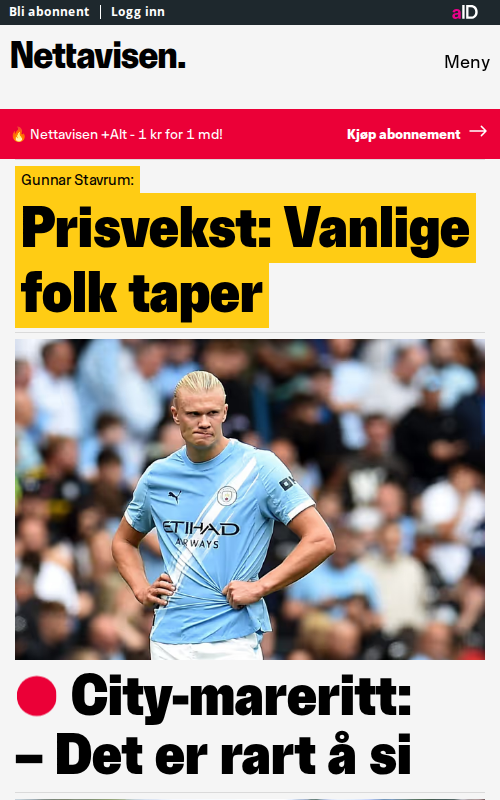 Bli abonnent | Logg inn
aID
Nettavisen.
Meny
🔥 Nettavisen +Alt - 1 kr for 1 md!
Kjøp abonnement →
Gunnar Stavrum:
Prisvekst: Vanlige
folk taper
ETIHAD
AIRWAYS
City-mareritt:
– Det er rart å si